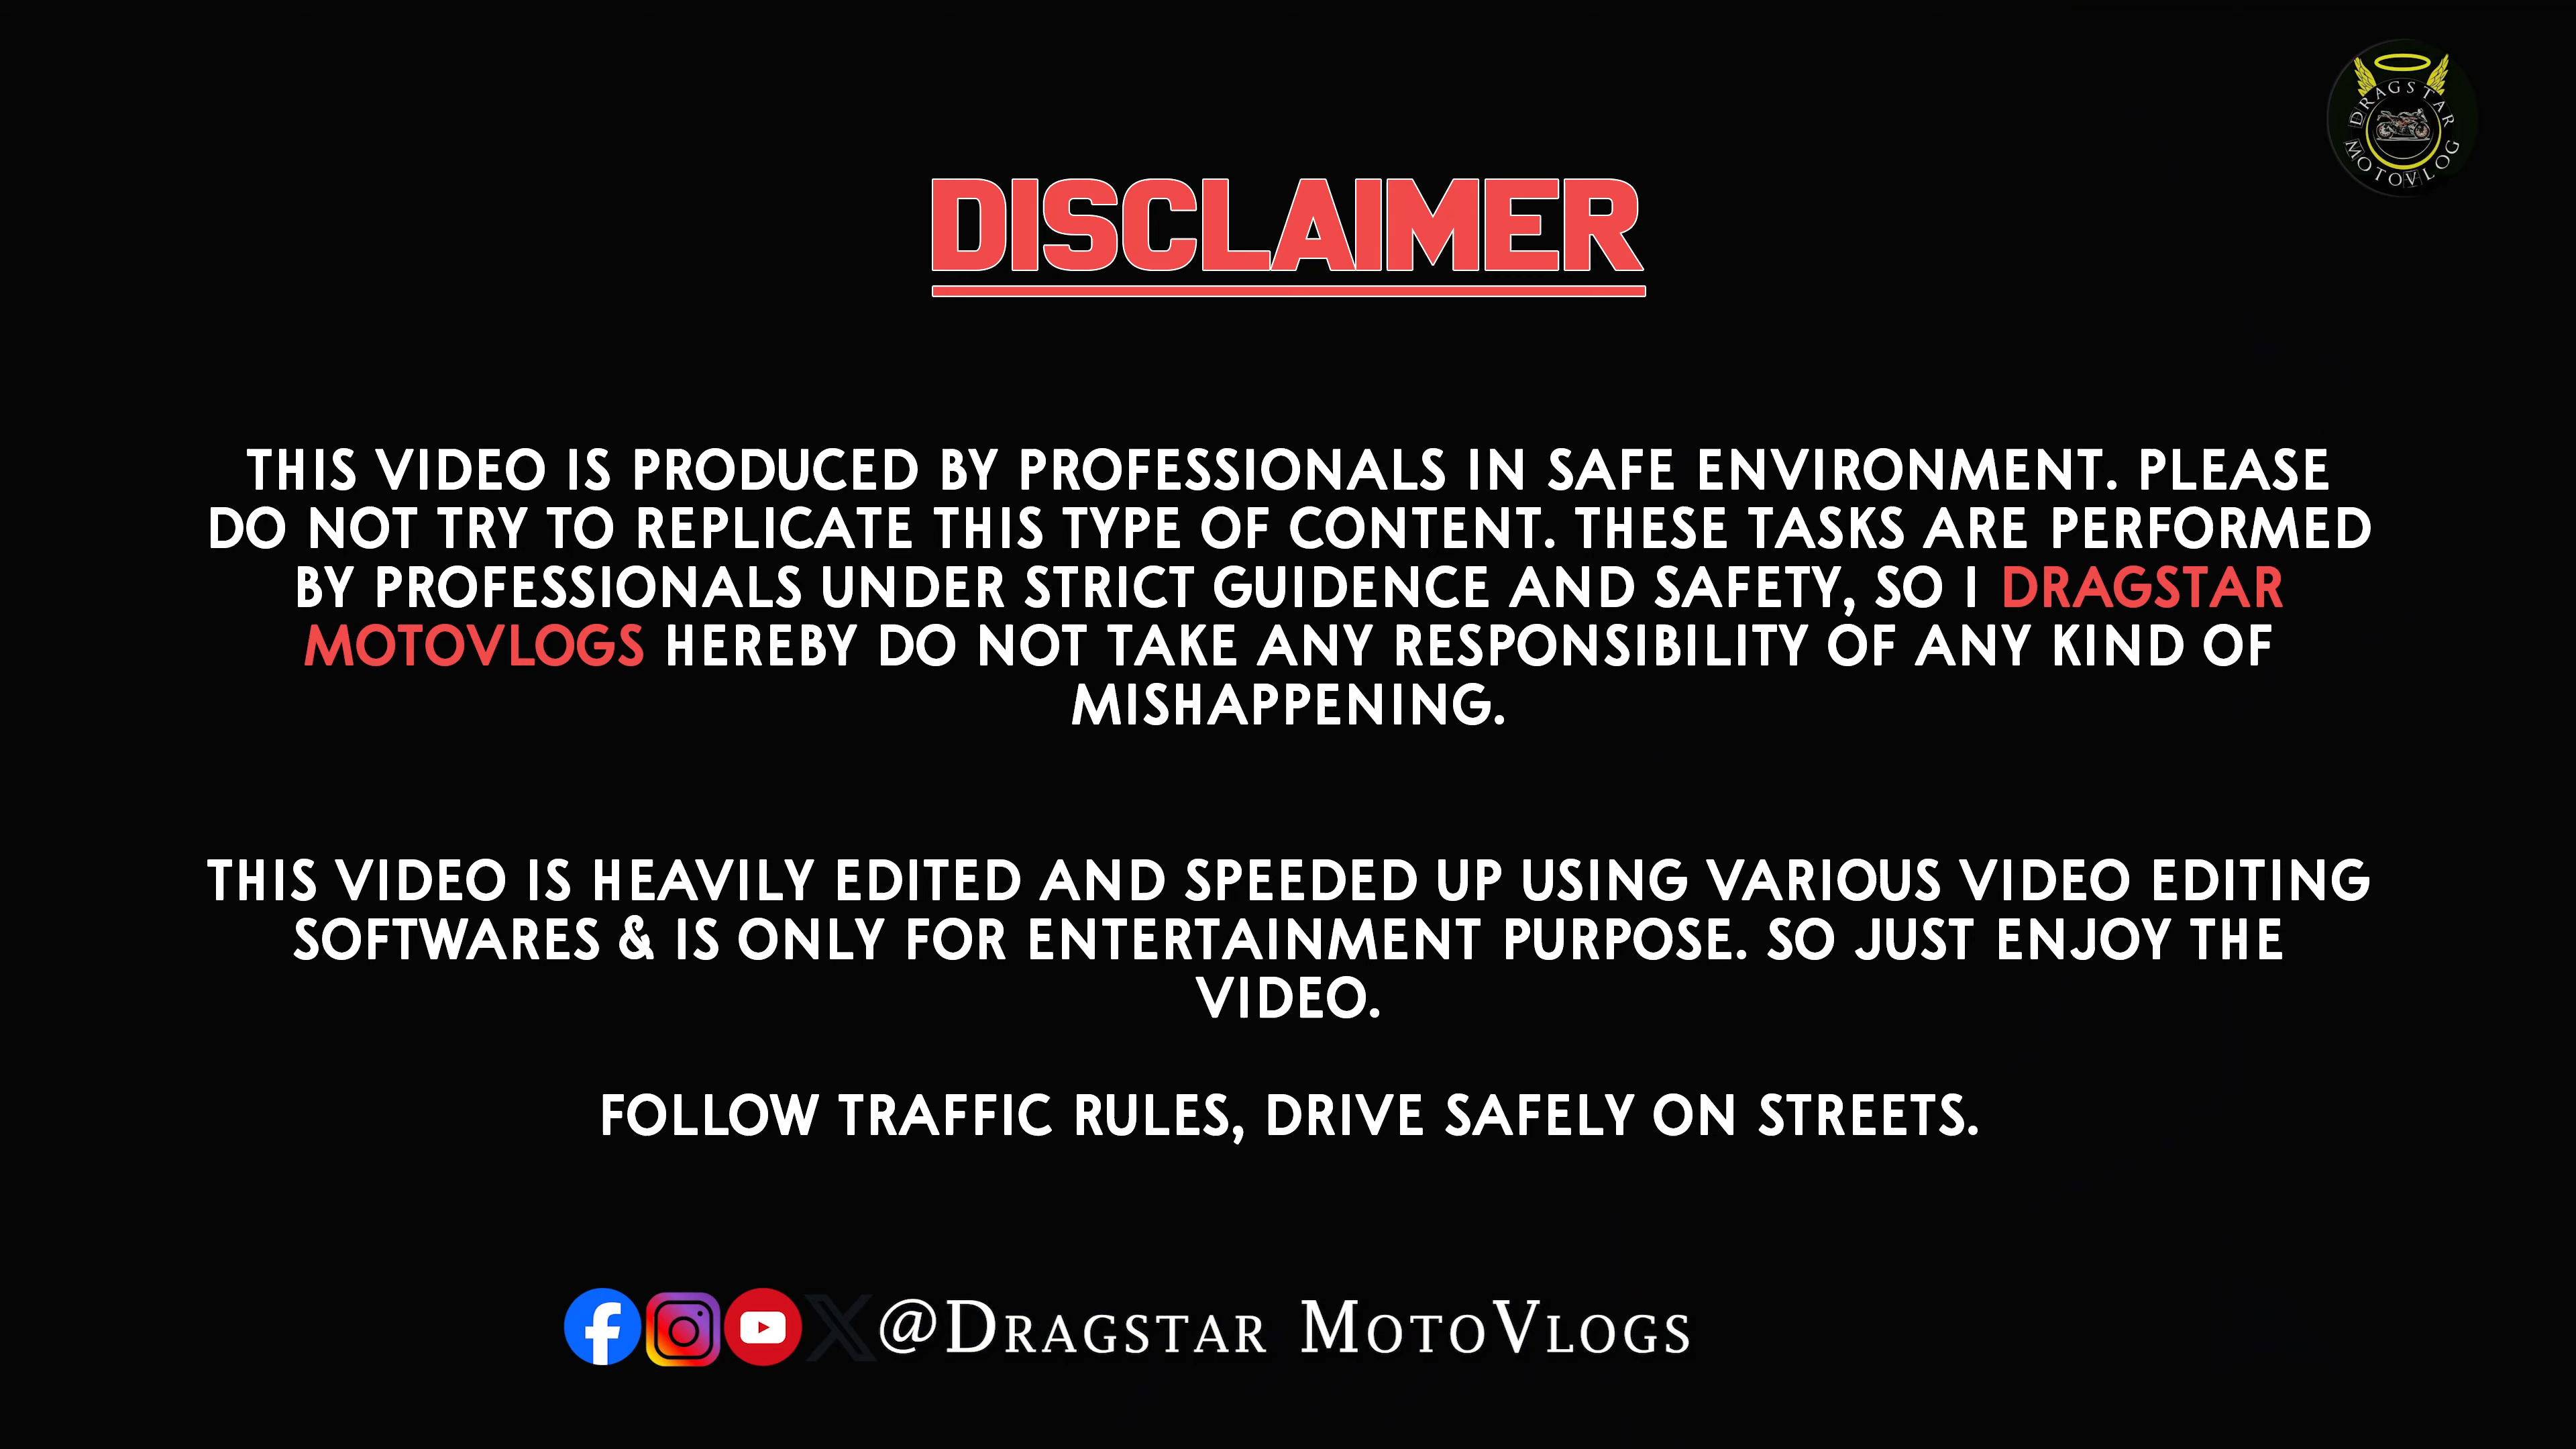 DRAGSTAR
MOTOVLOG
DISCLAIMER
THIS VIDEO IS PRODUCED BY PROFESSIONALS IN SAFE ENVIRONMENT. PLEASE
DO NOT TRY TO REPLICATE THIS TYPE OF CONTENT. THESE TASKS ARE PERFORMED
BY PROFESSIONALS UNDER STRICT GUIDENCE AND SAFETY, SO I DRAGSTAR
MOTOVLOGS HEREBY DO NOT TAKE ANY RESPONSIBILITY OF ANY KIND OF
MISHAPPENING.
THIS VIDEO IS HEAVILY EDITED AND SPEEDED UP USING VARIOUS VIDEO EDITING
SOFTWARES & IS ONLY FOR ENTERTAINMENT PURPOSE. SO JUST ENJOY THE
VIDEO.
FOLLOW TRAFFIC RULES, DRIVE SAFELY ON STREETS.
@DRAGSTAR MOTOVLOGS